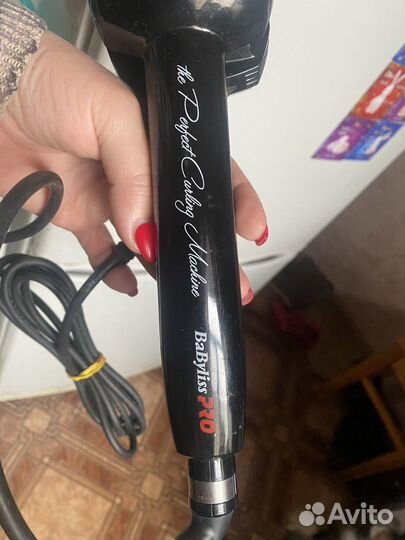 the Perfect Curling Machine
BaByliss PRO
Avito